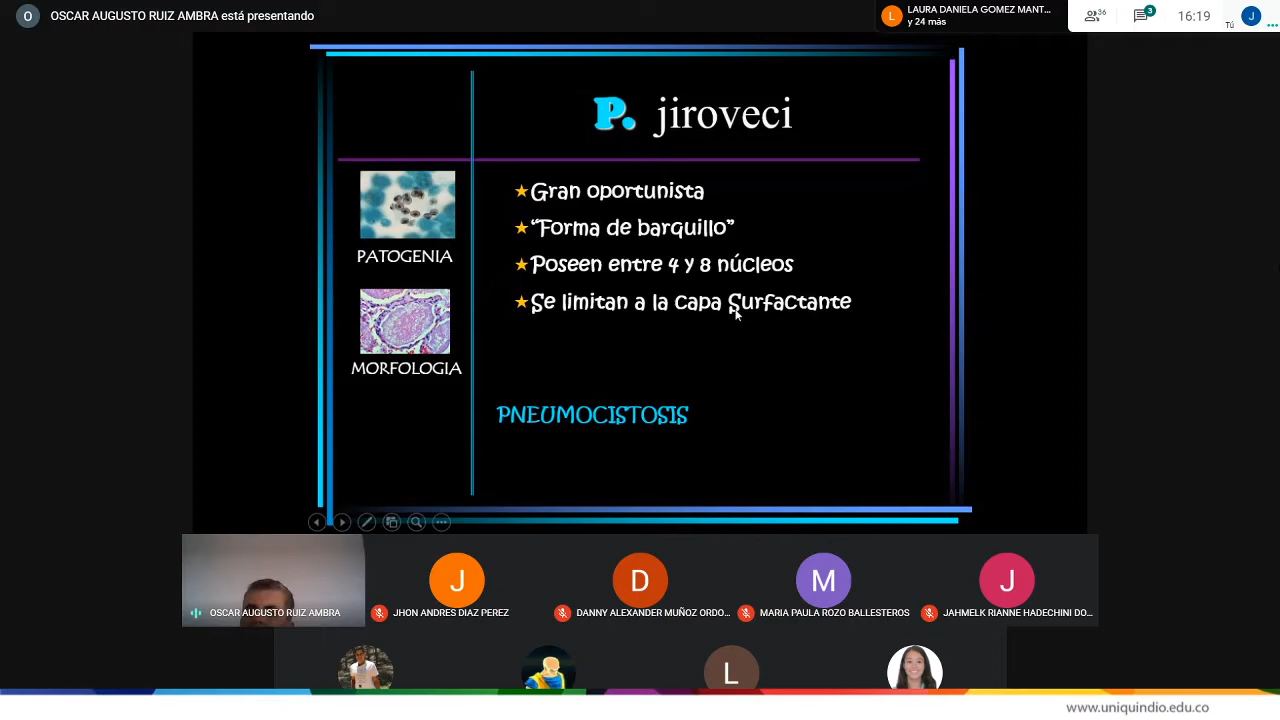 O OSCAR AUGUSTO RUIZ AMBRA está presentando
L LAURA DANIELA GOMEZ MANT...
y 24 más
36
3
16:19
Tú
J
P. jiroveci
Gran oportunista
"Forma de barquillo"
Poseen entre 4 y 8 núcleos
Se limitan a la capa Surfactante
PATOGENIA
MORFOLOGIA
PNEUMOCISTOSIS
J
D
M
J
OSCAR AUGUSTO RUIZ AMBRA
JHON ANDRES DIAZ PEREZ
DANNY ALEXANDER MUÑOZ ORDO...
MARIA PAULA ROZO BALLESTEROS
JAHMELK RIANNE HADECHINI DO...
L
www.uniquindio.edu.co